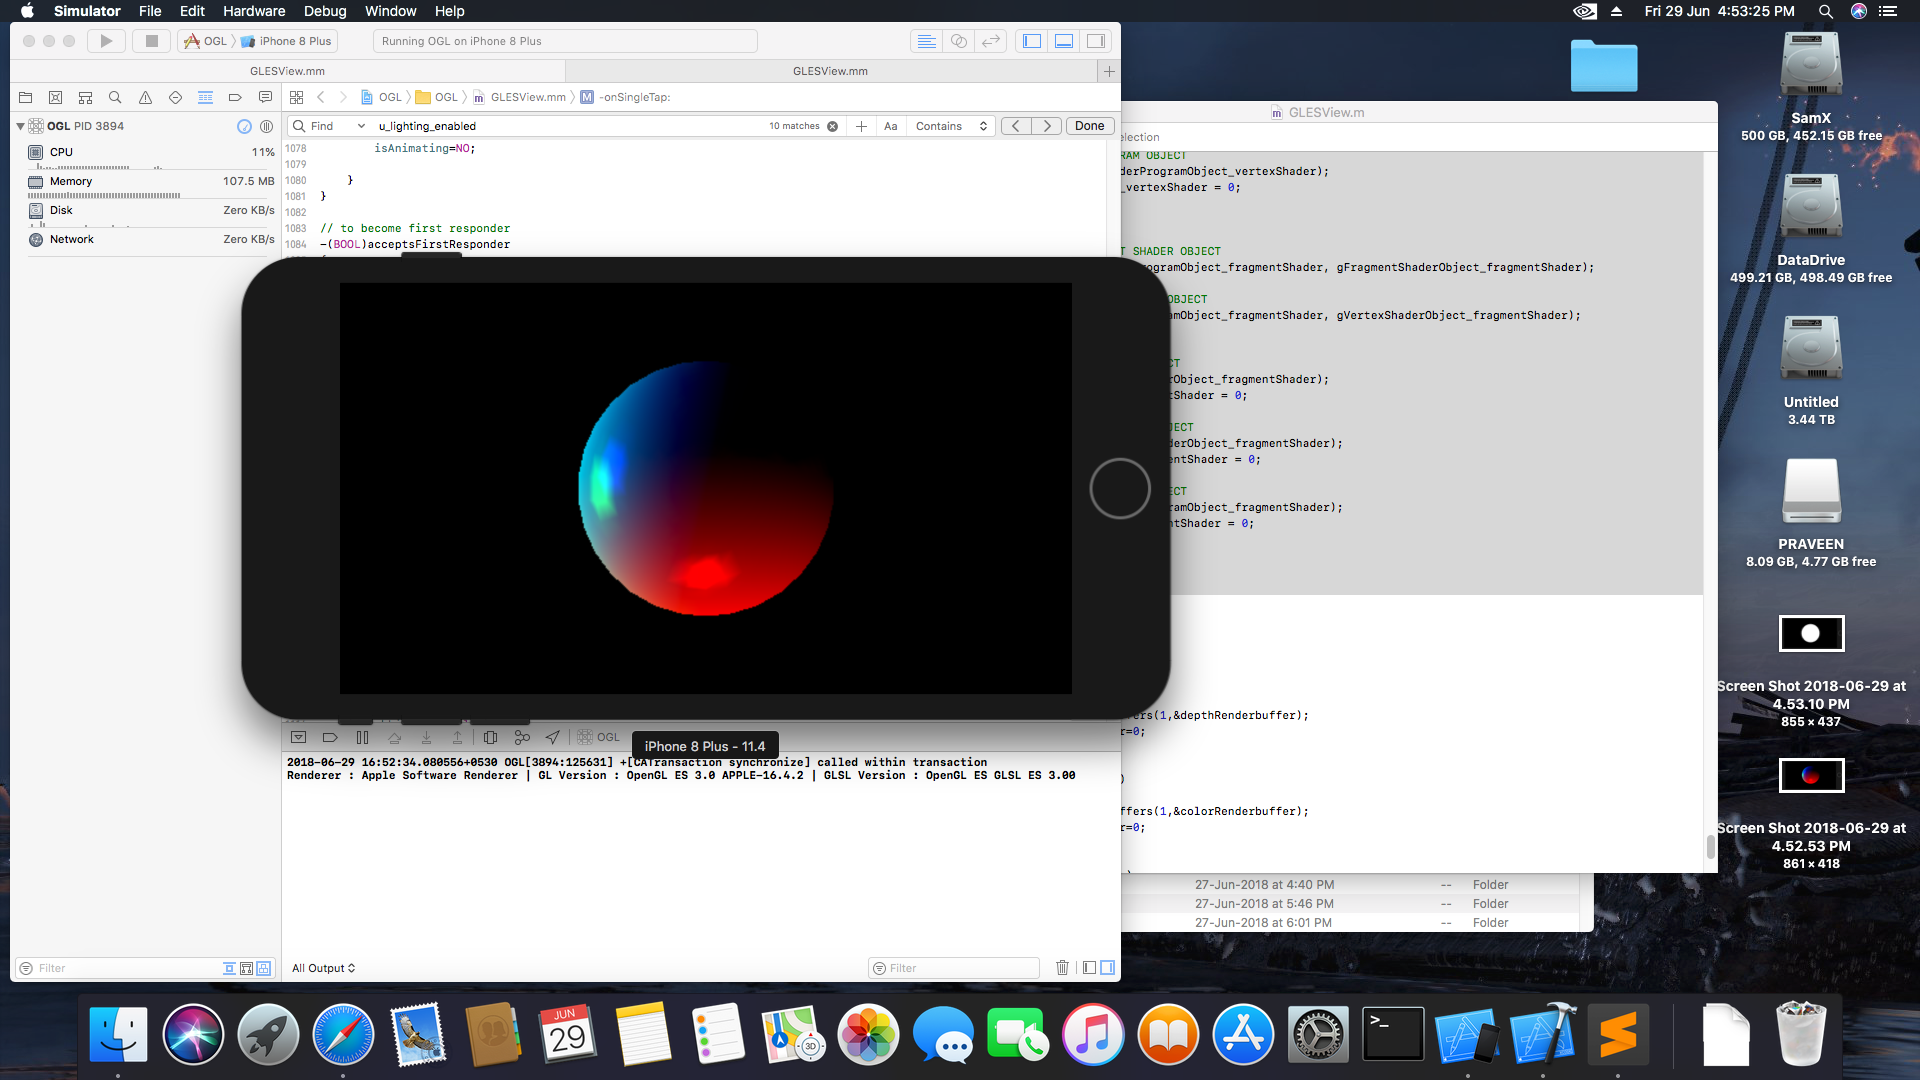 Simulator File Edit Hardware Debug Window Help
Fri 29 Jun 4:53:25 PM
OGL iPhone 8 Plus
Running OGL on iPhone 8 Plus
GLESView.mm
GLESView.mm
OGL OGL GLESView.mm M -onSingleTap:
OGL PID 3894
Find u_lighting_enabled 10 matches Aa Contains Done
CPU 11%
Memory 107.5 MB
Disk Zero KB/s
Network Zero KB/s
1078 isAnimating=NO;
1079
1080 }
1081 }
1082
1083 // to become first responder
1084 -(BOOL)acceptsFirstResponder
GLESView.m
election
RAM OBJECT
derProgramObject_vertexShader);
_vertexShader = 0;
T SHADER OBJECT
rogramObject_fragmentShader, gFragmentShaderObject_fragmentShader);
OBJECT
amObject_fragmentShader, gVertexShaderObject_fragmentShader);
CT
rObject_fragmentShader);
tShader = 0;
JECT
derObject_fragmentShader);
entShader = 0;
ECT
ramObject_fragmentShader);
ntShader = 0;
ers(1,&depthRenderbuffer);
r=0;
)
ffers(1,&colorRenderbuffer);
r=0;
27-Jun-2018 at 4:40 PM -- Folder
27-Jun-2018 at 5:46 PM -- Folder
27-Jun-2018 at 6:01 PM -- Folder
OGL
iPhone 8 Plus - 11.4
2018-06-29 16:52:34.080556+0530 OGL[3894:125631] +[CATransaction synchronize] called within transaction
Renderer : Apple Software Renderer | GL Version : OpenGL ES 3.0 APPLE-16.4.2 | GLSL Version : OpenGL ES GLSL ES 3.00
Filter
All Output
Filter
SamX
500 GB, 452.15 GB free
DataDrive
499.21 GB, 498.49 GB free
Untitled
3.44 TB
PRAVEEN
8.09 GB, 4.77 GB free
Screen Shot 2018-06-29 at
4.53.10 PM
855 × 437
Screen Shot 2018-06-29 at
4.52.53 PM
861 × 418
JUN
29
3D
>_